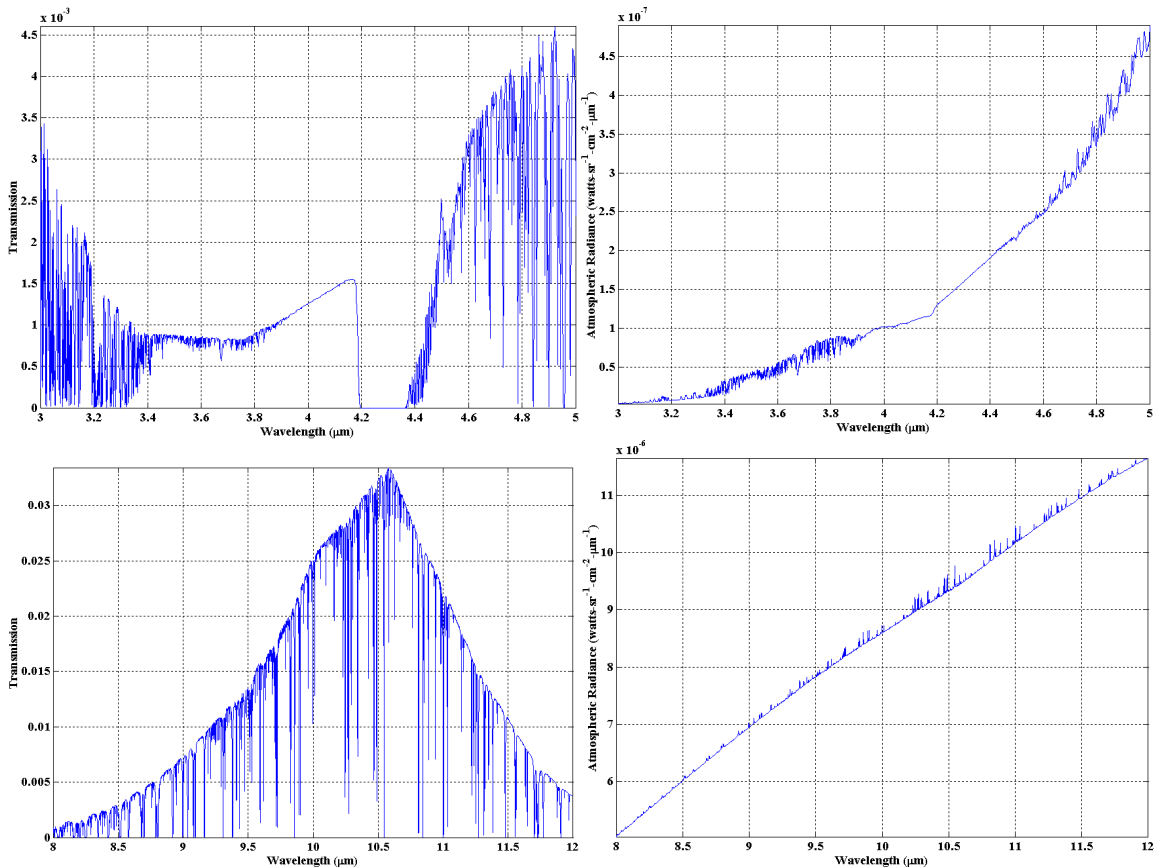 x 10-3
4.5
4
3.5
3
2.5
2
1.5
1
0.5
0
3 3.2 3.4 3.6 3.8 4 4.2 4.4 4.6 4.8 5
Transmission
Wavelength (μm)
x 10-7
4.5
4
3.5
3
2.5
2
1.5
1
0.5
3 3.2 3.4 3.6 3.8 4 4.2 4.4 4.6 4.8 5
Atmospheric Radiance (watts-sr-1-cm-2-μm-1)
Wavelength (μm)
0.03
0.025
0.02
0.015
0.01
0.005
0
8 8.5 9 9.5 10 10.5 11 11.5 12
Transmission
Wavelength (μm)
x 10-6
11
10
9
8
7
6
5
8 8.5 9 9.5 10 10.5 11 11.5 12
Atmospheric Radiance (watts-sr-1-cm-2-μm-1)
Wavelength (μm)